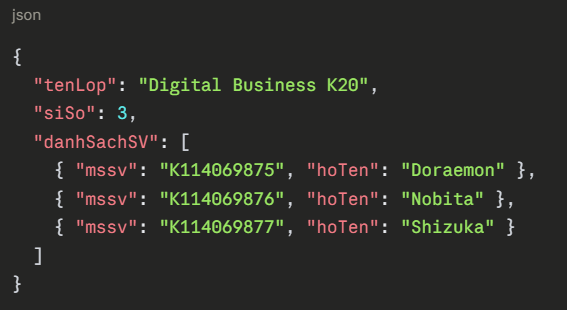 json
{
  "tenLop": "Digital Business K20",
  "siSo": 3,
  "danhSachSV": [
    { "mssv": "K114069875", "hoTen": "Doraemon" },
    { "mssv": "K114069876", "hoTen": "Nobita" },
    { "mssv": "K114069877", "hoTen": "Shizuka" }
  ]
}